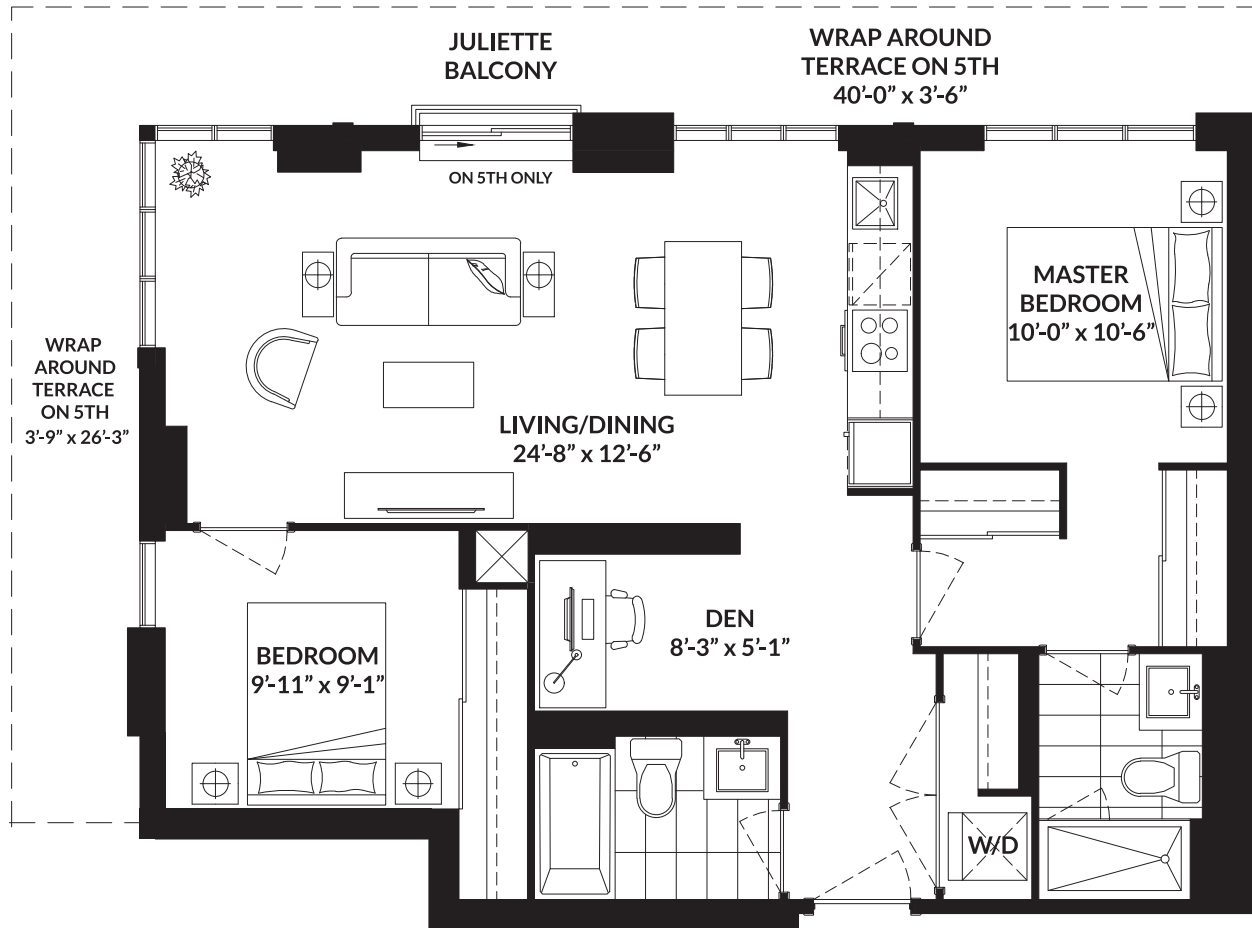 JULIETTE
BALCONY
WRAP AROUND
TERRACE ON 5TH
40’-0” x 3’-6”
ON 5TH ONLY
MASTER
BEDROOM
10’-0” x 10’-6”
WRAP
AROUND
TERRACE
ON 5TH
3’-9” x 26’-3”
LIVING/DINING
24’-8” x 12’-6”
DEN
8’-3” x 5’-1”
BEDROOM
9’-11” x 9’-1”
W/D